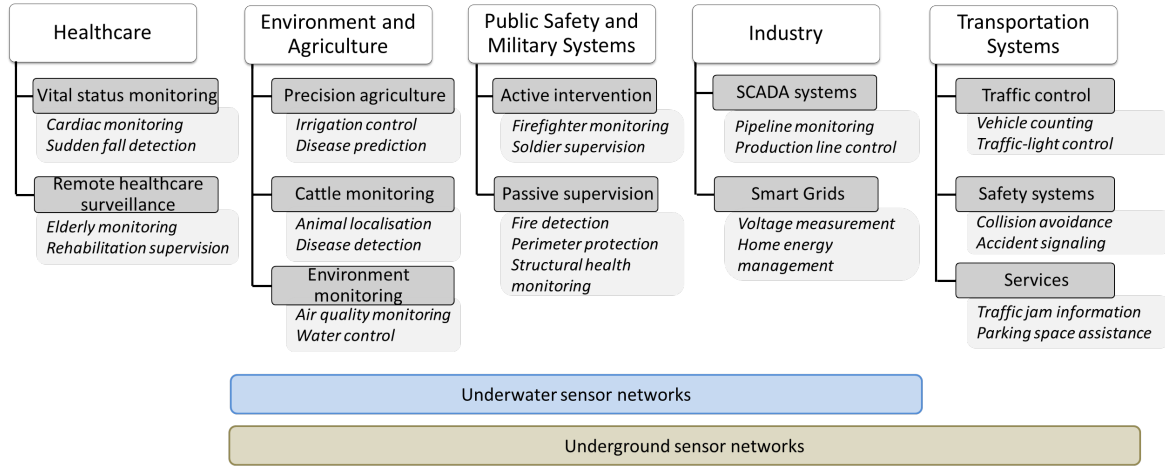 Healthcare
Vital status monitoring
Cardiac monitoring
Sudden fall detection
Remote healthcare
surveillance
Elderly monitoring
Rehabilitation supervision
Environment and
Agriculture
Precision agriculture
Irrigation control
Disease prediction
Cattle monitoring
Animal localisation
Disease detection
Environment
monitoring
Air quality monitoring
Water control
Public Safety and
Military Systems
Active intervention
Firefighter monitoring
Soldier supervision
Passive supervision
Fire detection
Perimeter protection
Structural health
monitoring
Industry
SCADA systems
Pipeline monitoring
Production line control
Smart Grids
Voltage measurement
Home energy
management
Transportation
Systems
Traffic control
Vehicle counting
Traffic-light control
Safety systems
Collision avoidance
Accident signaling
Services
Traffic jam information
Parking space assistance
Underwater sensor networks
Underground sensor networks